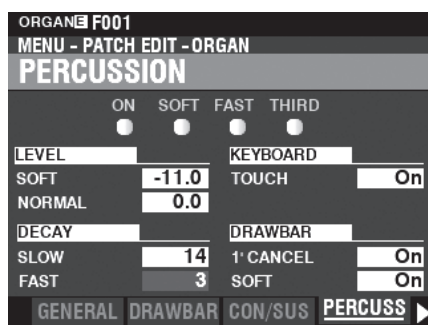 ORGAN E F001
MENU - PATCH EDIT - ORGAN
PERCUSSION
ON SOFT FAST THIRD
LEVEL KEYBOARD
SOFT -11.0 TOUCH On
NORMAL 0.0
DECAY DRAWBAR
SLOW 14 1' CANCEL On
FAST 3 SOFT On
GENERAL DRAWBAR CON/SUS PERCUSS